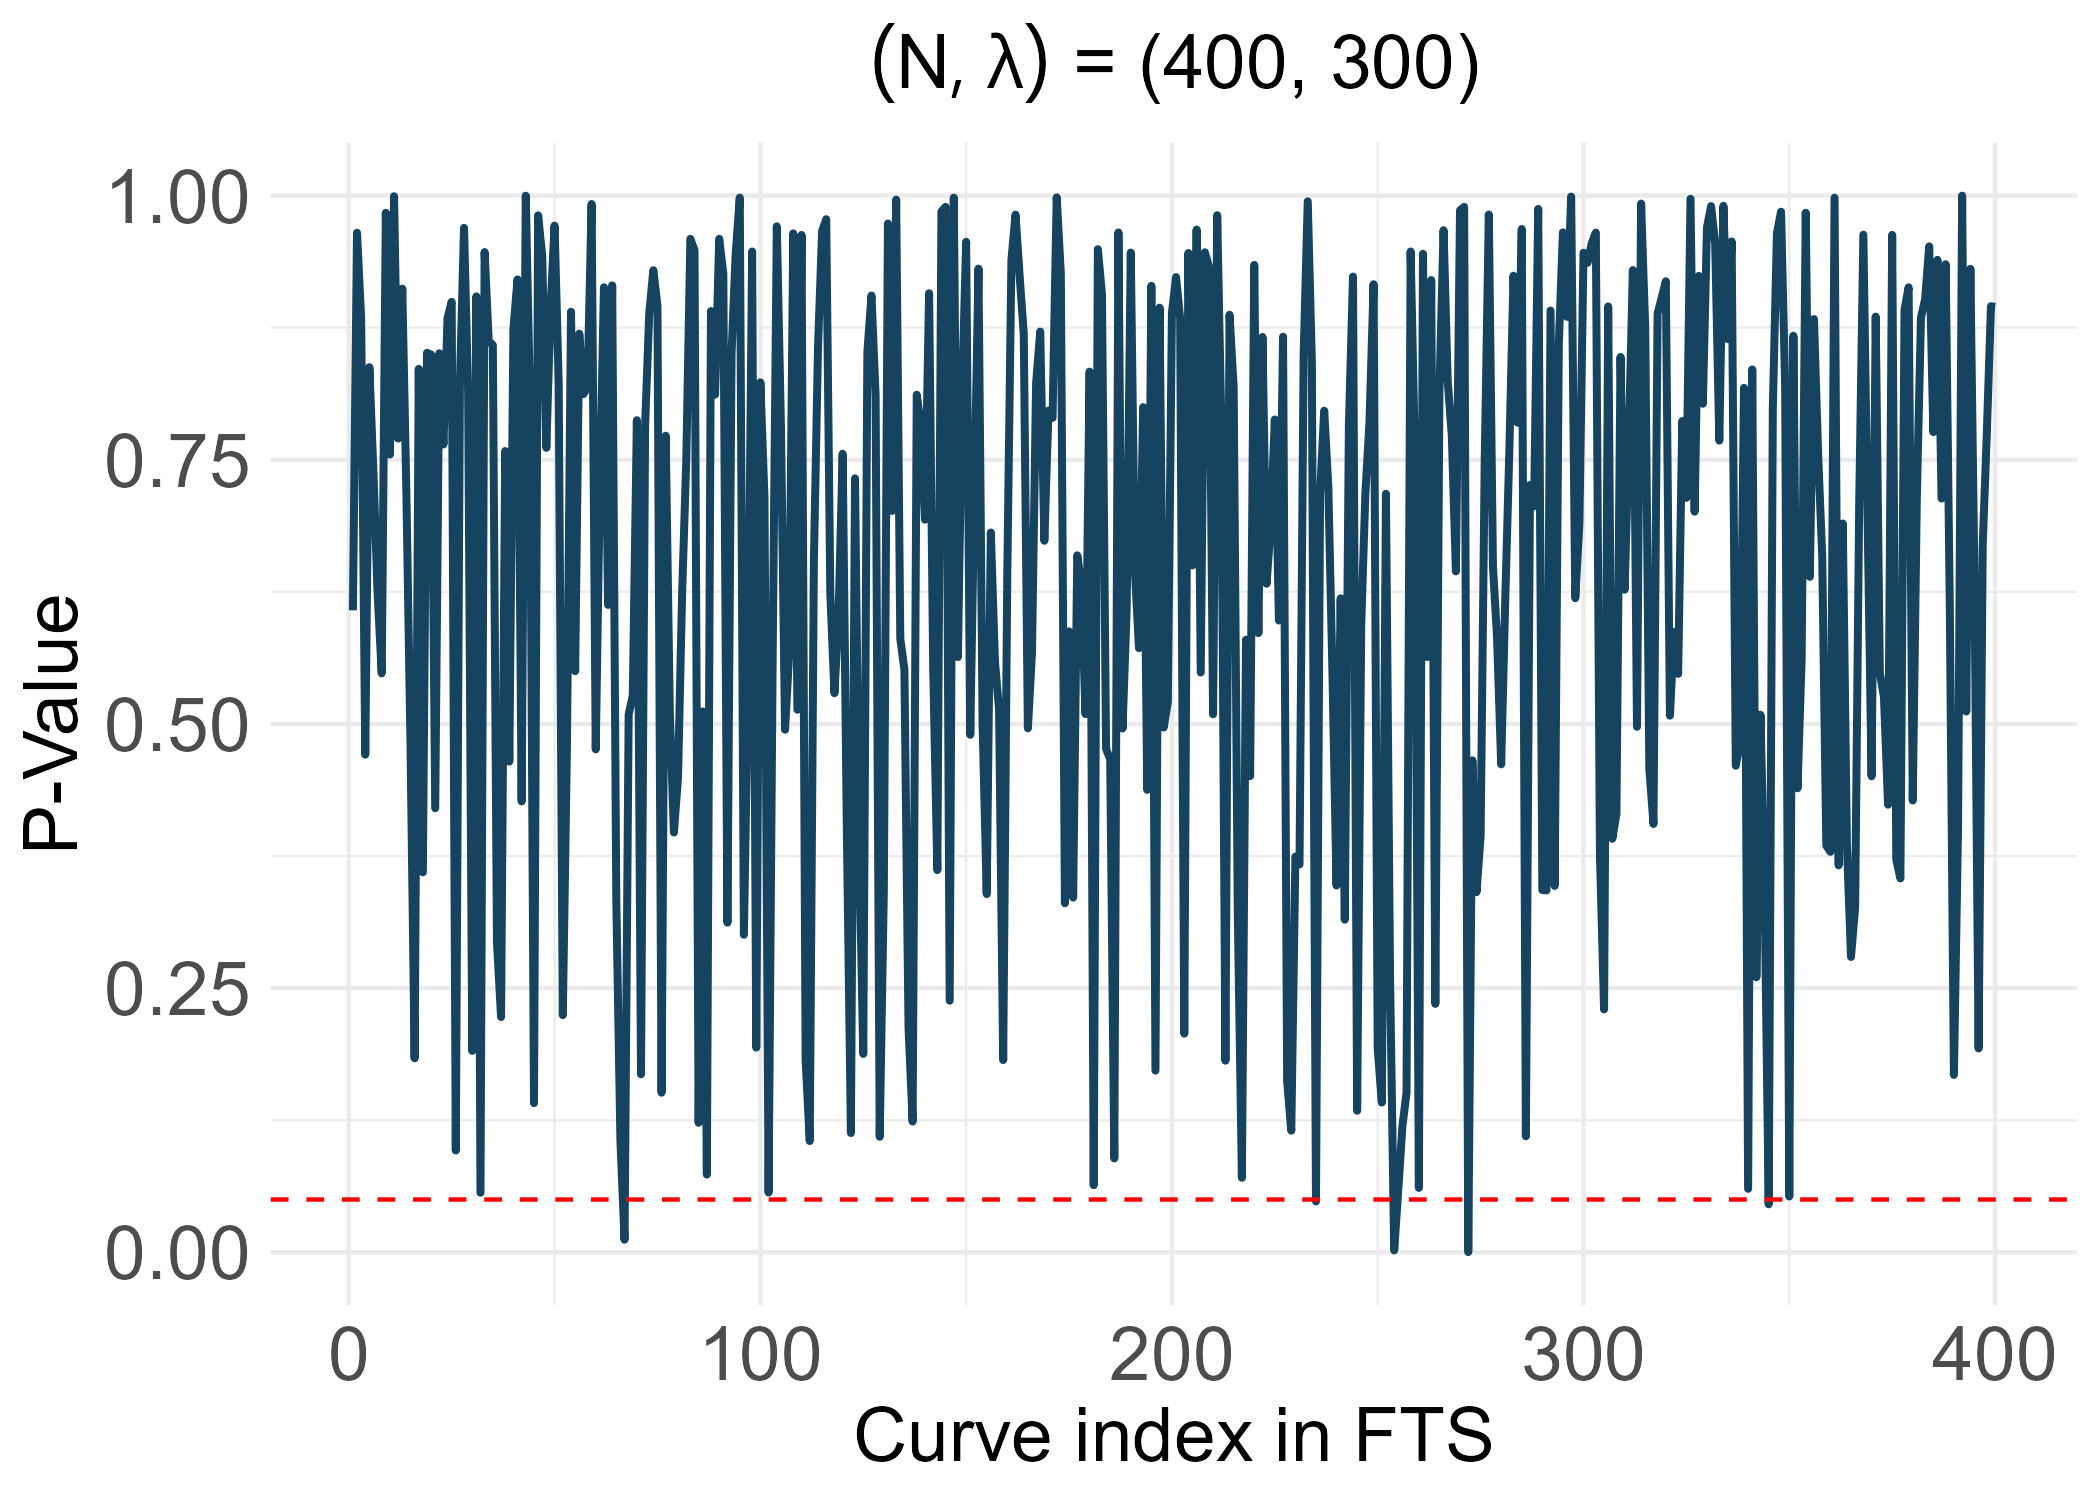 (N, λ) = (400, 300)
P-Value
1.00
0.75
0.50
0.25
0.00
0 100 200 300 400
Curve index in FTS